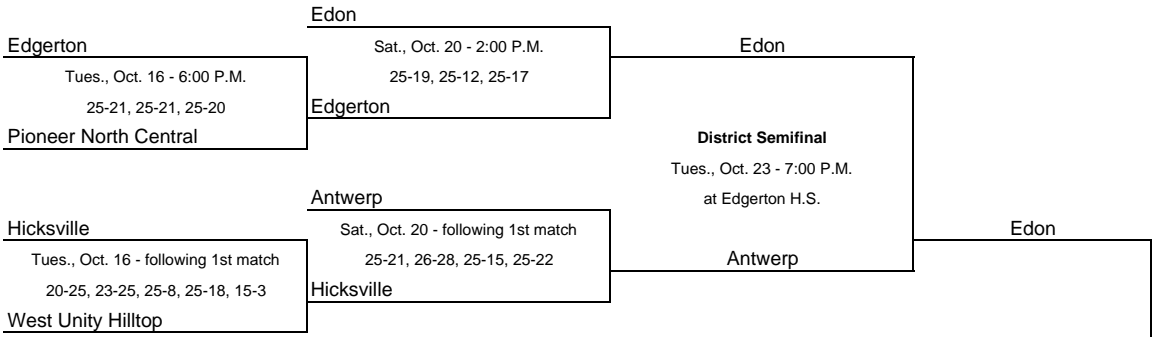 Edon
Edgerton
Sat., Oct. 20 - 2:00 P.M.
Edon
Tues., Oct. 16 - 6:00 P.M.
25-19, 25-12, 25-17
25-21, 25-21, 25-20
Edgerton
Pioneer North Central
District Semifinal
Tues., Oct. 23 - 7:00 P.M.
Antwerp
at Edgerton H.S.
Hicksville
Sat., Oct. 20 - following 1st match
Edon
Tues., Oct. 16 - following 1st match
25-21, 26-28, 25-15, 25-22
Antwerp
20-25, 23-25, 25-8, 25-18, 15-3
Hicksville
West Unity Hilltop